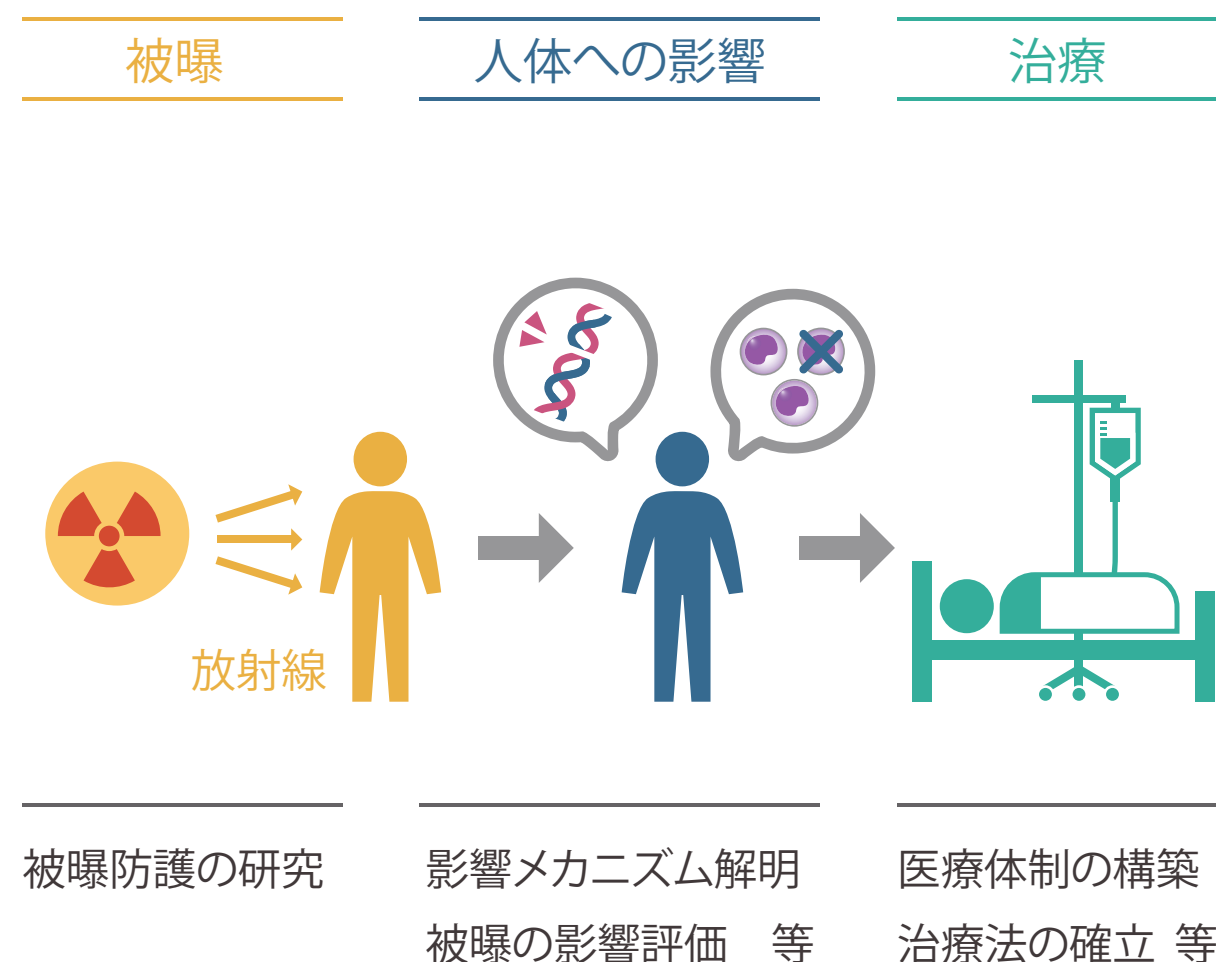 被曝
人体への影響
治療
放射線
被曝防護の研究
影響メカニズム解明
被曝の影響評価　等
医療体制の構築
治療法の確立 等